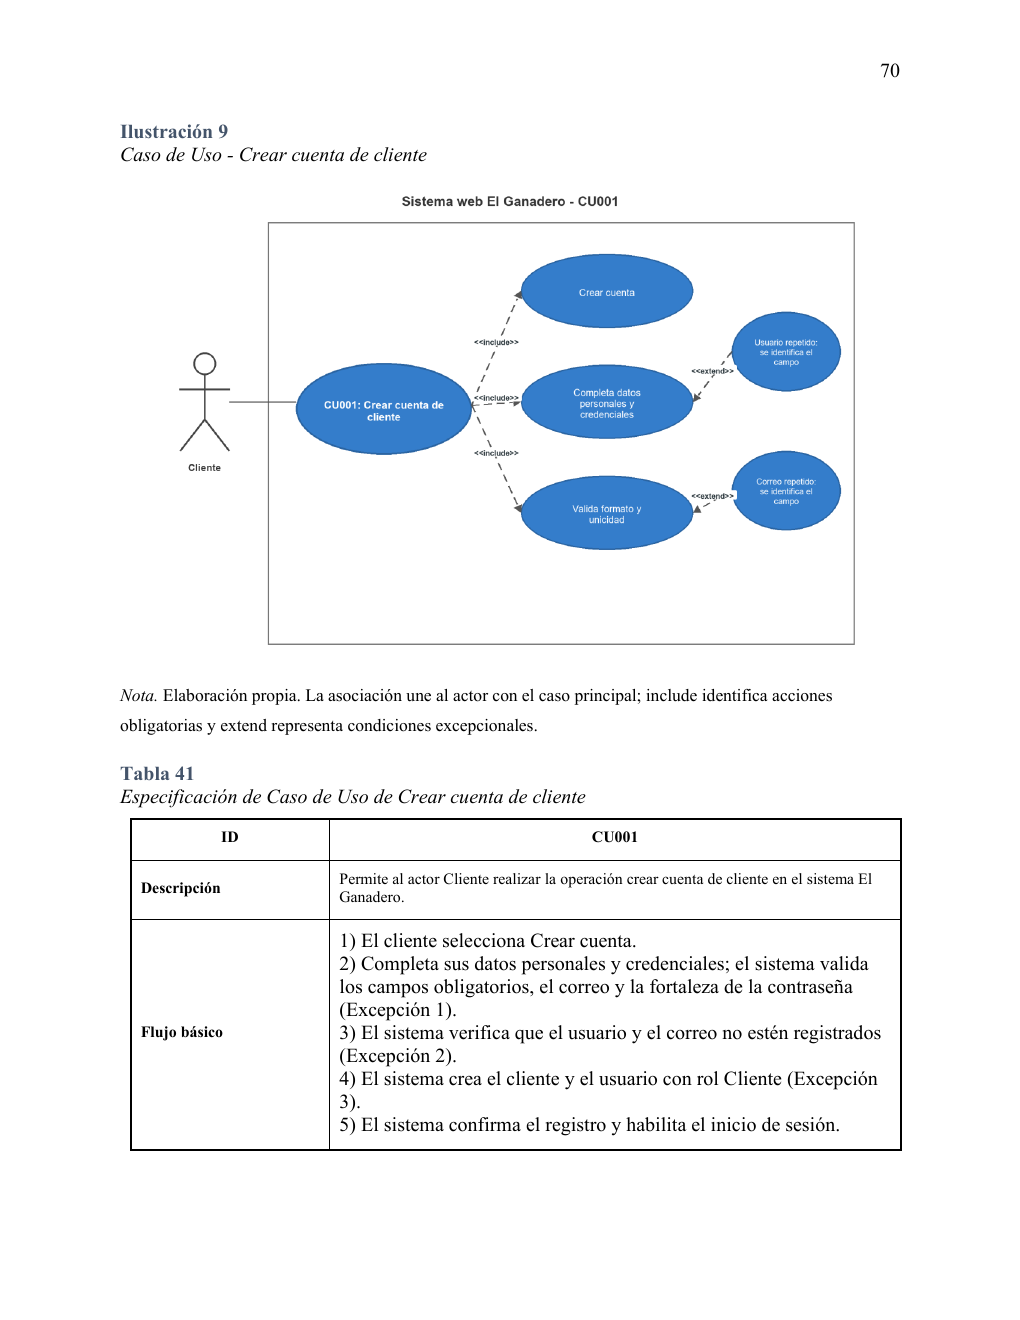 70
Ilustración 9
Caso de Uso - Crear cuenta de cliente
Sistema web El Ganadero - CU001
Crear cuenta
Usuario repetido:
se identifica el
campo
<<include>>
<<extend>>
Completa datos
personales y
credenciales
<<include>>
CU001: Crear cuenta de
cliente
<<include>>
Cliente
Correo repetido:
se identifica el
campo
<<extend>>
Valida formato y
unicidad
Nota. Elaboración propia. La asociación une al actor con el caso principal; include identifica acciones
obligatorias y extend representa condiciones excepcionales.
Tabla 41
Especificación de Caso de Uso de Crear cuenta de cliente
ID CU001
Descripción
Permite al actor Cliente realizar la operación crear cuenta de cliente en el sistema El
Ganadero.
Flujo básico
1) El cliente selecciona Crear cuenta.
2) Completa sus datos personales y credenciales; el sistema valida
los campos obligatorios, el correo y la fortaleza de la contraseña
(Excepción 1).
3) El sistema verifica que el usuario y el correo no estén registrados
(Excepción 2).
4) El sistema crea el cliente y el usuario con rol Cliente (Excepción
3).
5) El sistema confirma el registro y habilita el inicio de sesión.